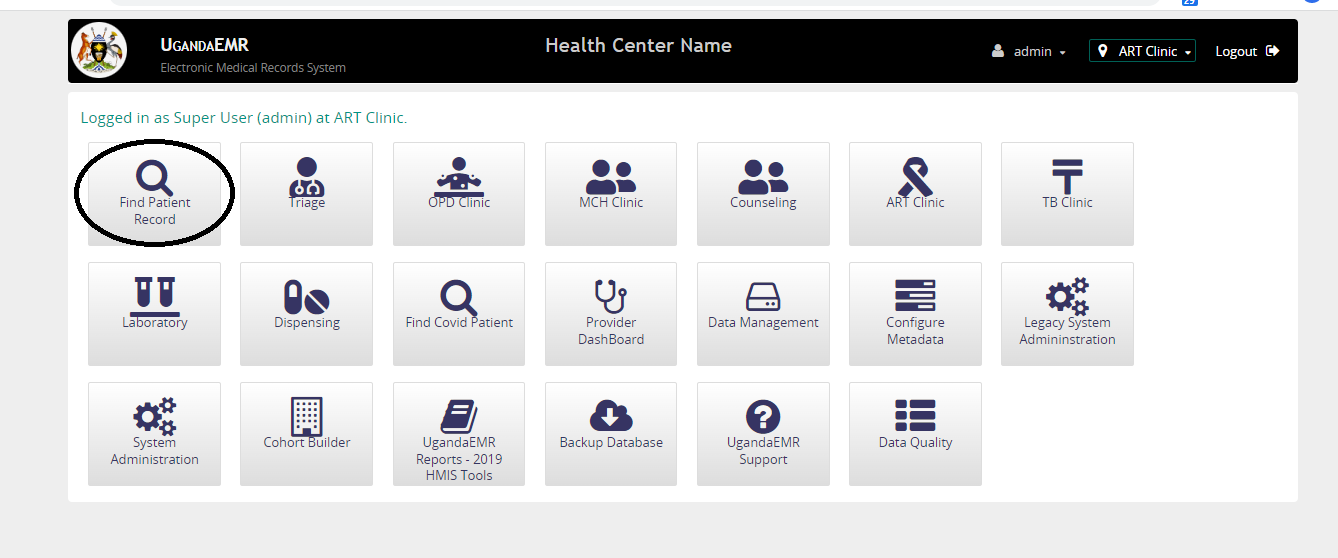 29
UgandaEMR
Electronic Medical Records System
Health Center Name
admin
ART Clinic
Logout
Logged in as Super User (admin) at ART Clinic.
Find Patient
Record
Triage
OPD Clinic
MCH Clinic
Counseling
ART Clinic
TB Clinic
Laboratory
Dispensing
Find Covid Patient
Provider
DashBoard
Data Management
Configure
Metadata
Legacy System
Admininstration
System
Administration
Cohort Builder
UgandaEMR
Reports - 2019
HMIS Tools
Backup Database
UgandaEMR
Support
Data Quality